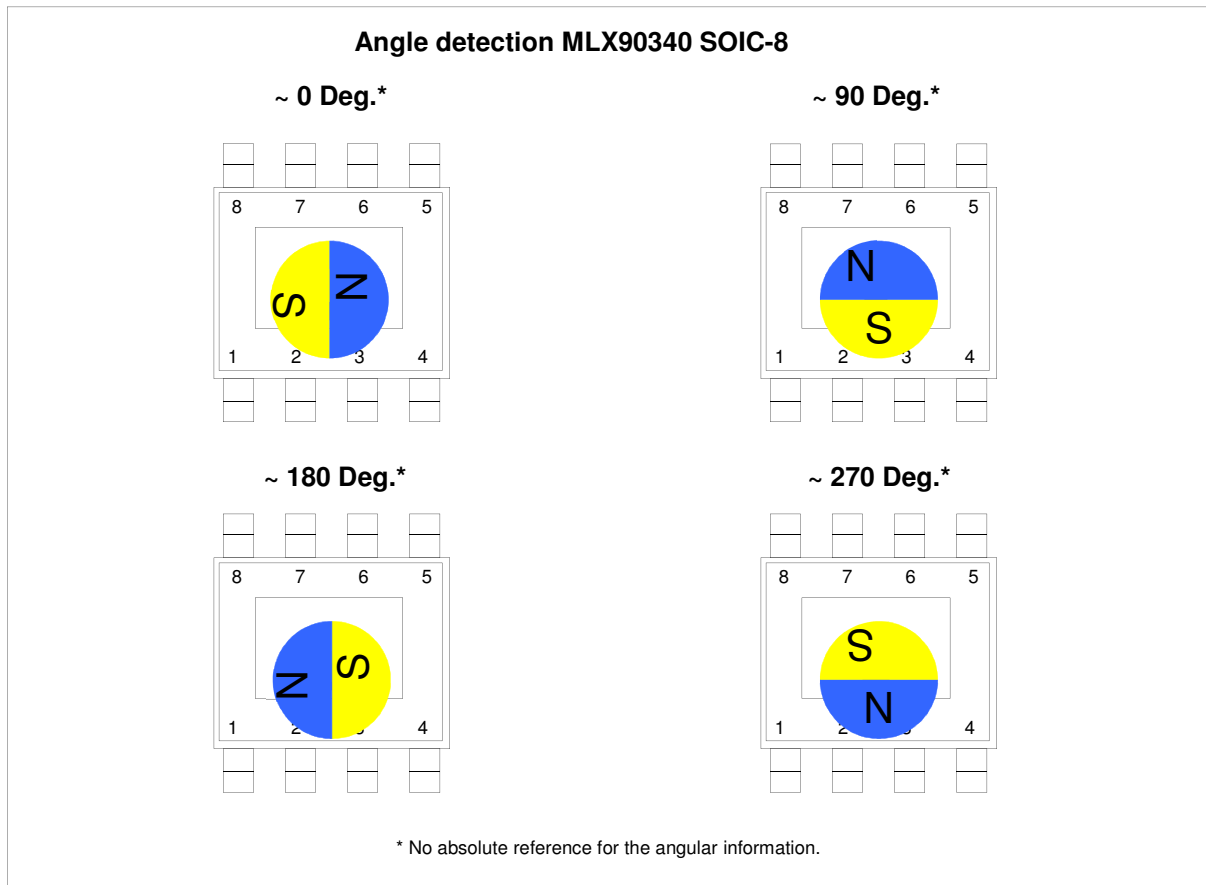 Angle detection MLX90340 SOIC-8
~ 0 Deg.* ~ 90 Deg.*
8 7 6 5 8 7 6 5
S N N
S
1 2 3 4 1 2 3 4
~ 180 Deg.* ~ 270 Deg.*
8 7 6 5 8 7 6 5
N S S
N
1 2 4 1 2 4
* No absolute reference for the angular information.